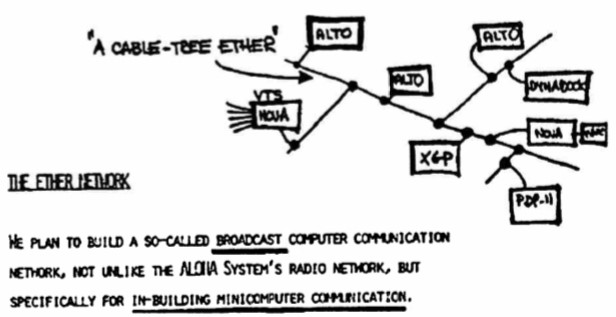 "A CABLE-TREE ETHER"
ALTO
ALTO
ALTO
DYNABOOK
VTS
NOVA
XGP
NOVA
PDP-11
THE ETHER NETWORK
WE PLAN TO BUILD A SO-CALLED BROADCAST COMPUTER COMMUNICATION
NETWORK, NOT UNLIKE THE ALOHA SYSTEM'S RADIO NETWORK, BUT
SPECIFICALLY FOR IN-BUILDING MINICOMPUTER COMMUNICATION.